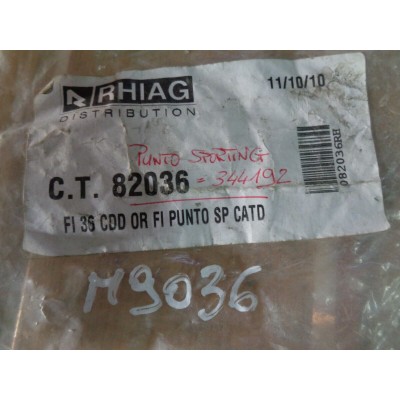 RHIAG
DISTRIBUTION
11/10/10
PUNTO SPORTING
C.T. 82036 = 344192
FI 36 CDD OR FI PUNTO SP CATD
082036RH
M9036